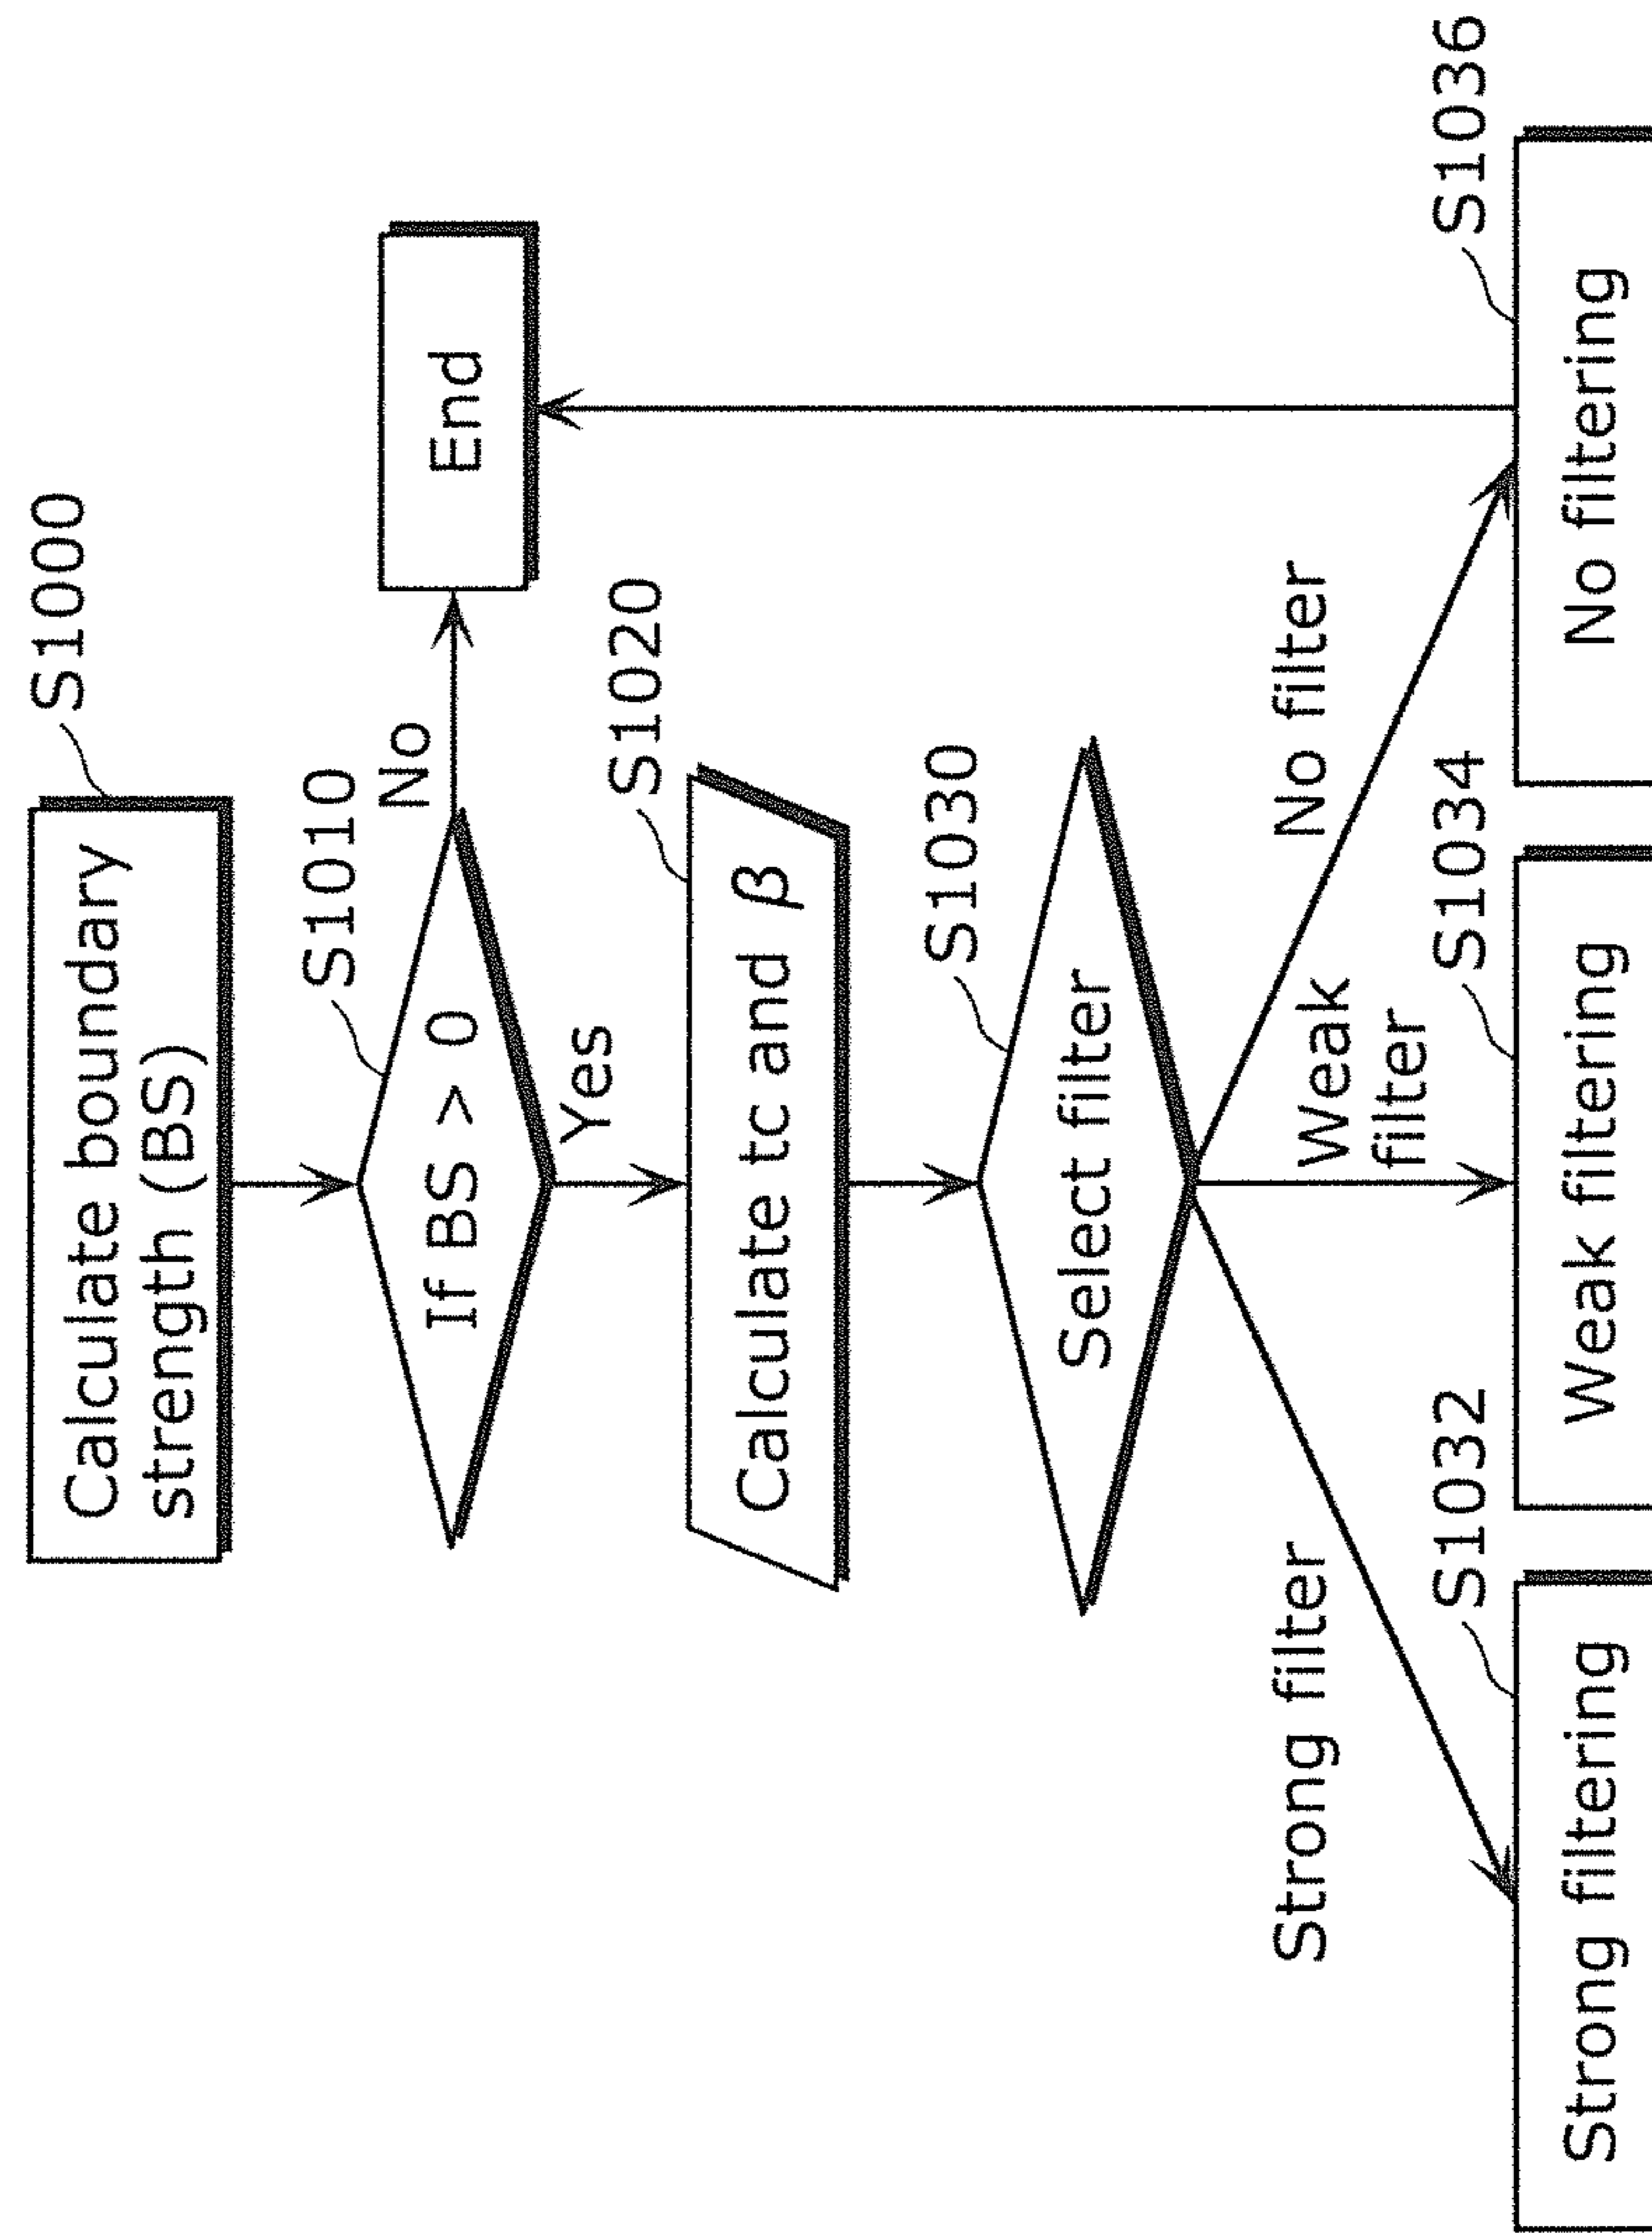 S1000
Calculate boundary
strength (BS)
S1010
If BS > 0
No
End
Yes
S1020
Calculate tc and β
S1030
Select filter
Strong filter
Weak
filter
No filter
S1032
Strong filtering
S1034
Weak filtering
S1036
No filtering